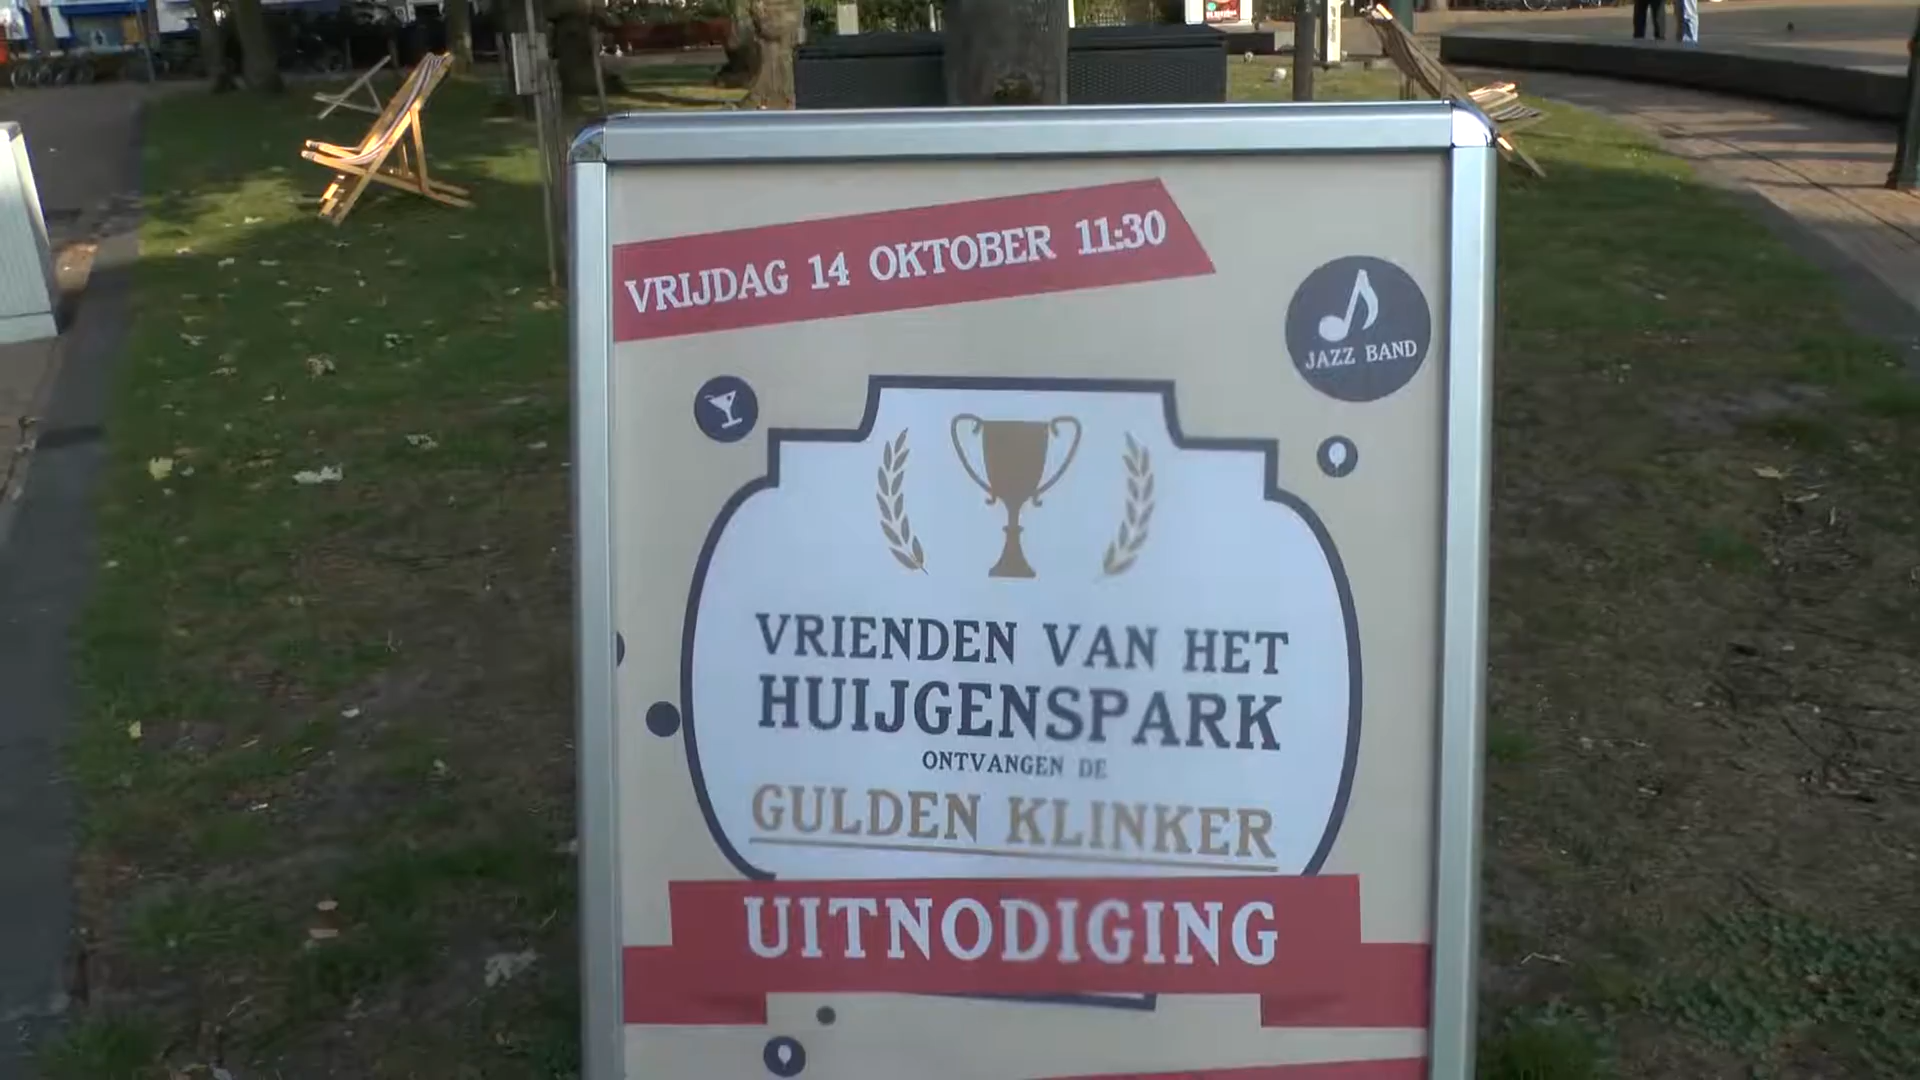 VRIJDAG 14 OKTOBER 11:30
JAZZ BAND
VRIENDEN VAN HET
HUIJGENSPARK
ONTVANGEN DE
GULDEN KLINKER
UITNODIGING